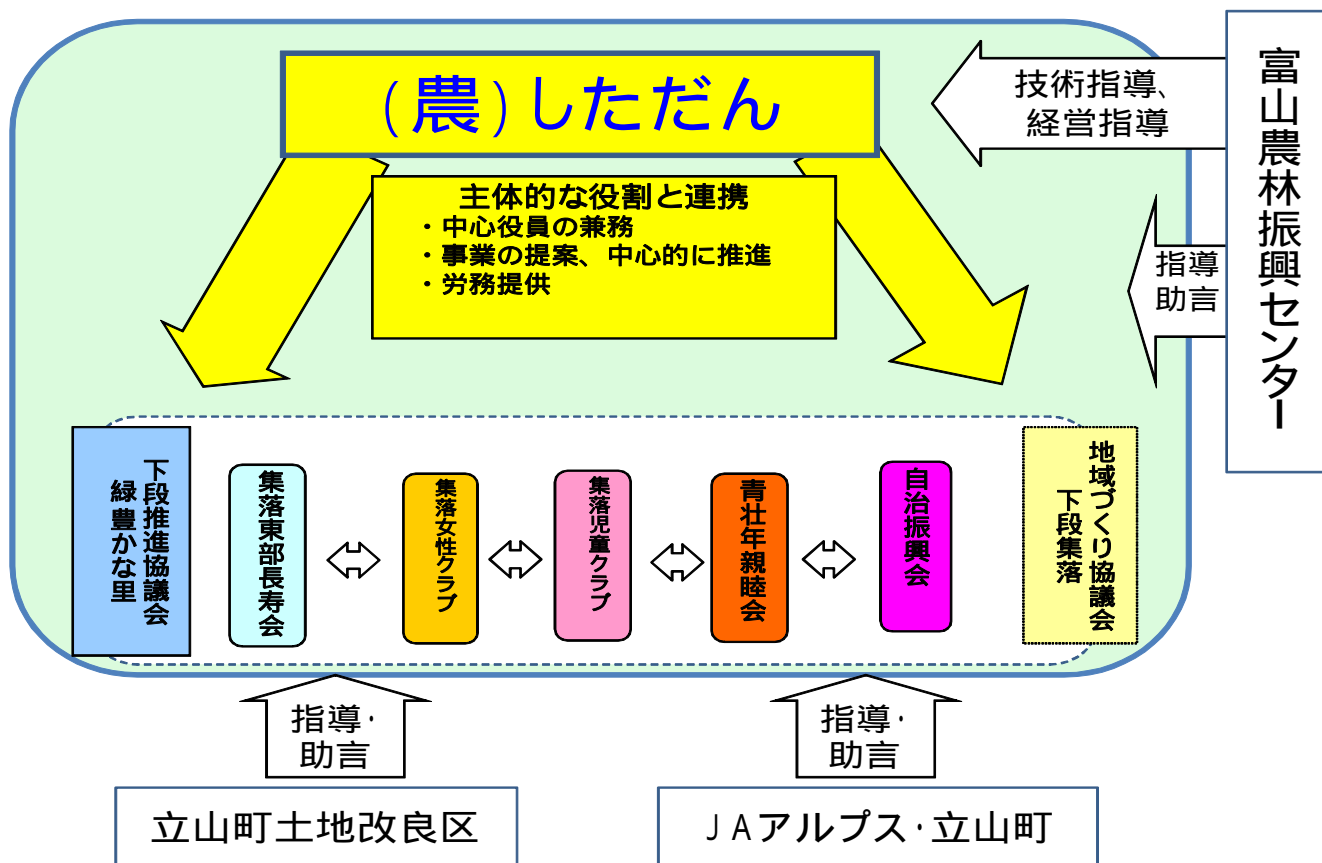 (農)しただん
技術指導、
経営指導
富山農林振興センター
主体的な役割と連携
・中心役員の兼務
・事業の提案、中心的に推進
・労務提供
指導
助言
下段推進協議会
緑豊かな里
集落東部長寿会
集落女性クラブ
集落児童クラブ
青壮年親睦会
自治振興会
地域づくり協議会
下段集落
指導・
助言
指導・
助言
立山町土地改良区
JAアルプス・立山町